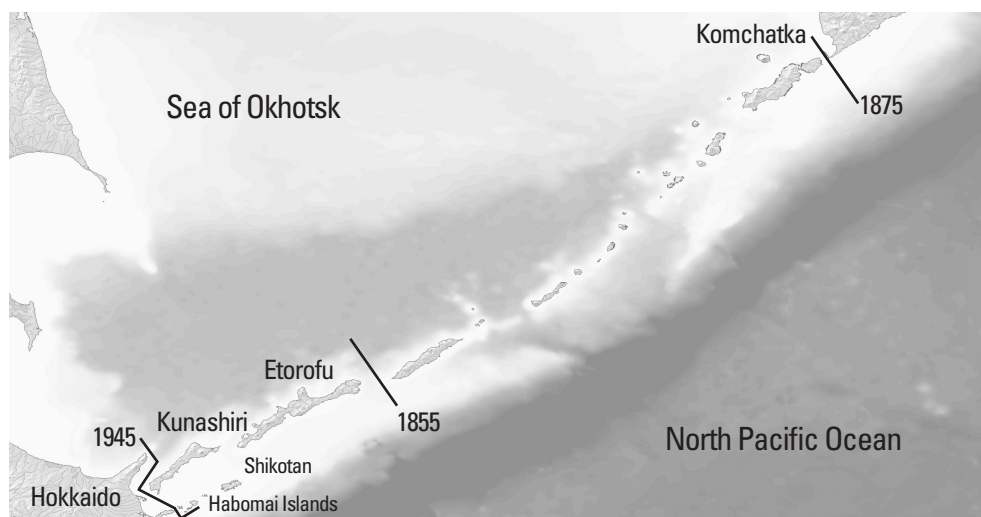 Komchatka
Sea of Okhotsk
1875
Etorofu
1855
Kunashiri
1945
North Pacific Ocean
Shikotan
Hokkaido
Habomai Islands